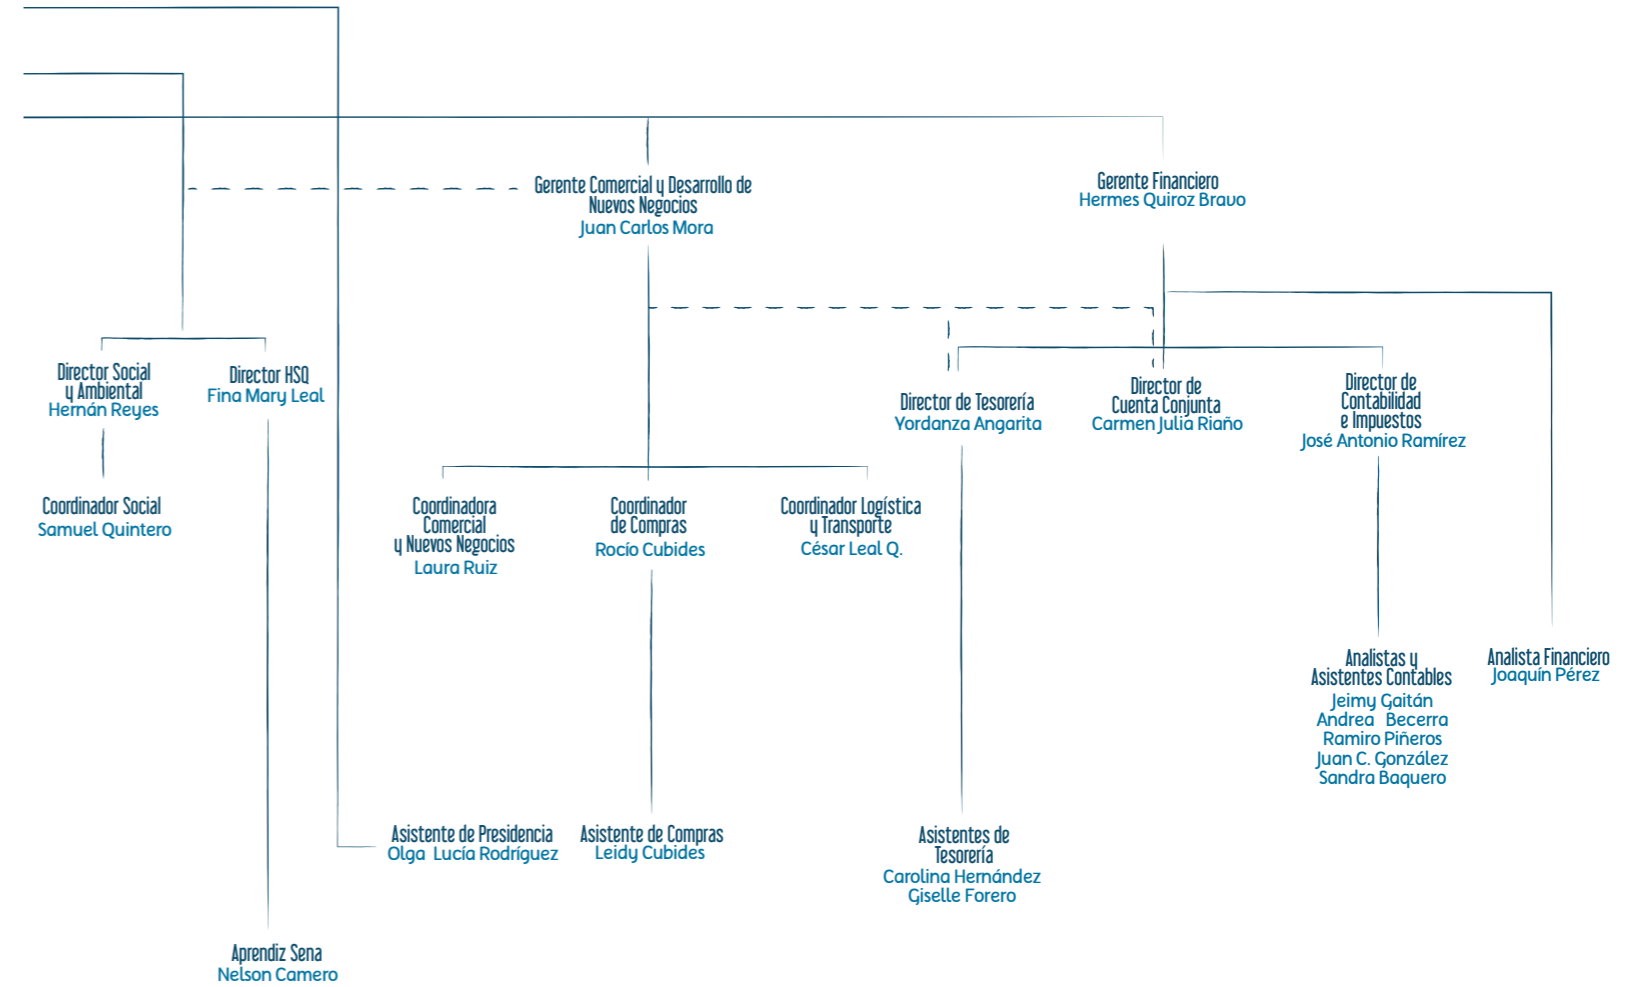 Gerente Comercial y Desarrollo de
Nuevos Negocios
Juan Carlos Mora
Gerente Financiero
Hermes Quiroz Bravo
Director Social
y Ambiental
Hernán Reyes
Director HSQ
Fina Mary Leal
Director de Tesorería
Yordanza Angarita
Director de
Cuenta Conjunta
Carmen Julia Riaño
Director de
Contabilidad
e Impuestos
José Antonio Ramírez
Coordinador Social
Samuel Quintero
Coordinadora
Comercial
y Nuevos Negocios
Laura Ruiz
Coordinador
de Compras
Rocío Cubides
Coordinador Logística
y Transporte
César Leal Q.
Analistas y
Asistentes Contables
Jeimy Gaitán
Andrea Becerra
Ramiro Piñeros
Juan C. González
Sandra Baquero
Analista Financiero
Joaquín Pérez
Asistente de Presidencia
Olga Lucía Rodríguez
Asistente de Compras
Leidy Cubides
Asistentes de
Tesorería
Carolina Hernández
Giselle Forero
Aprendiz Sena
Nelson Camero